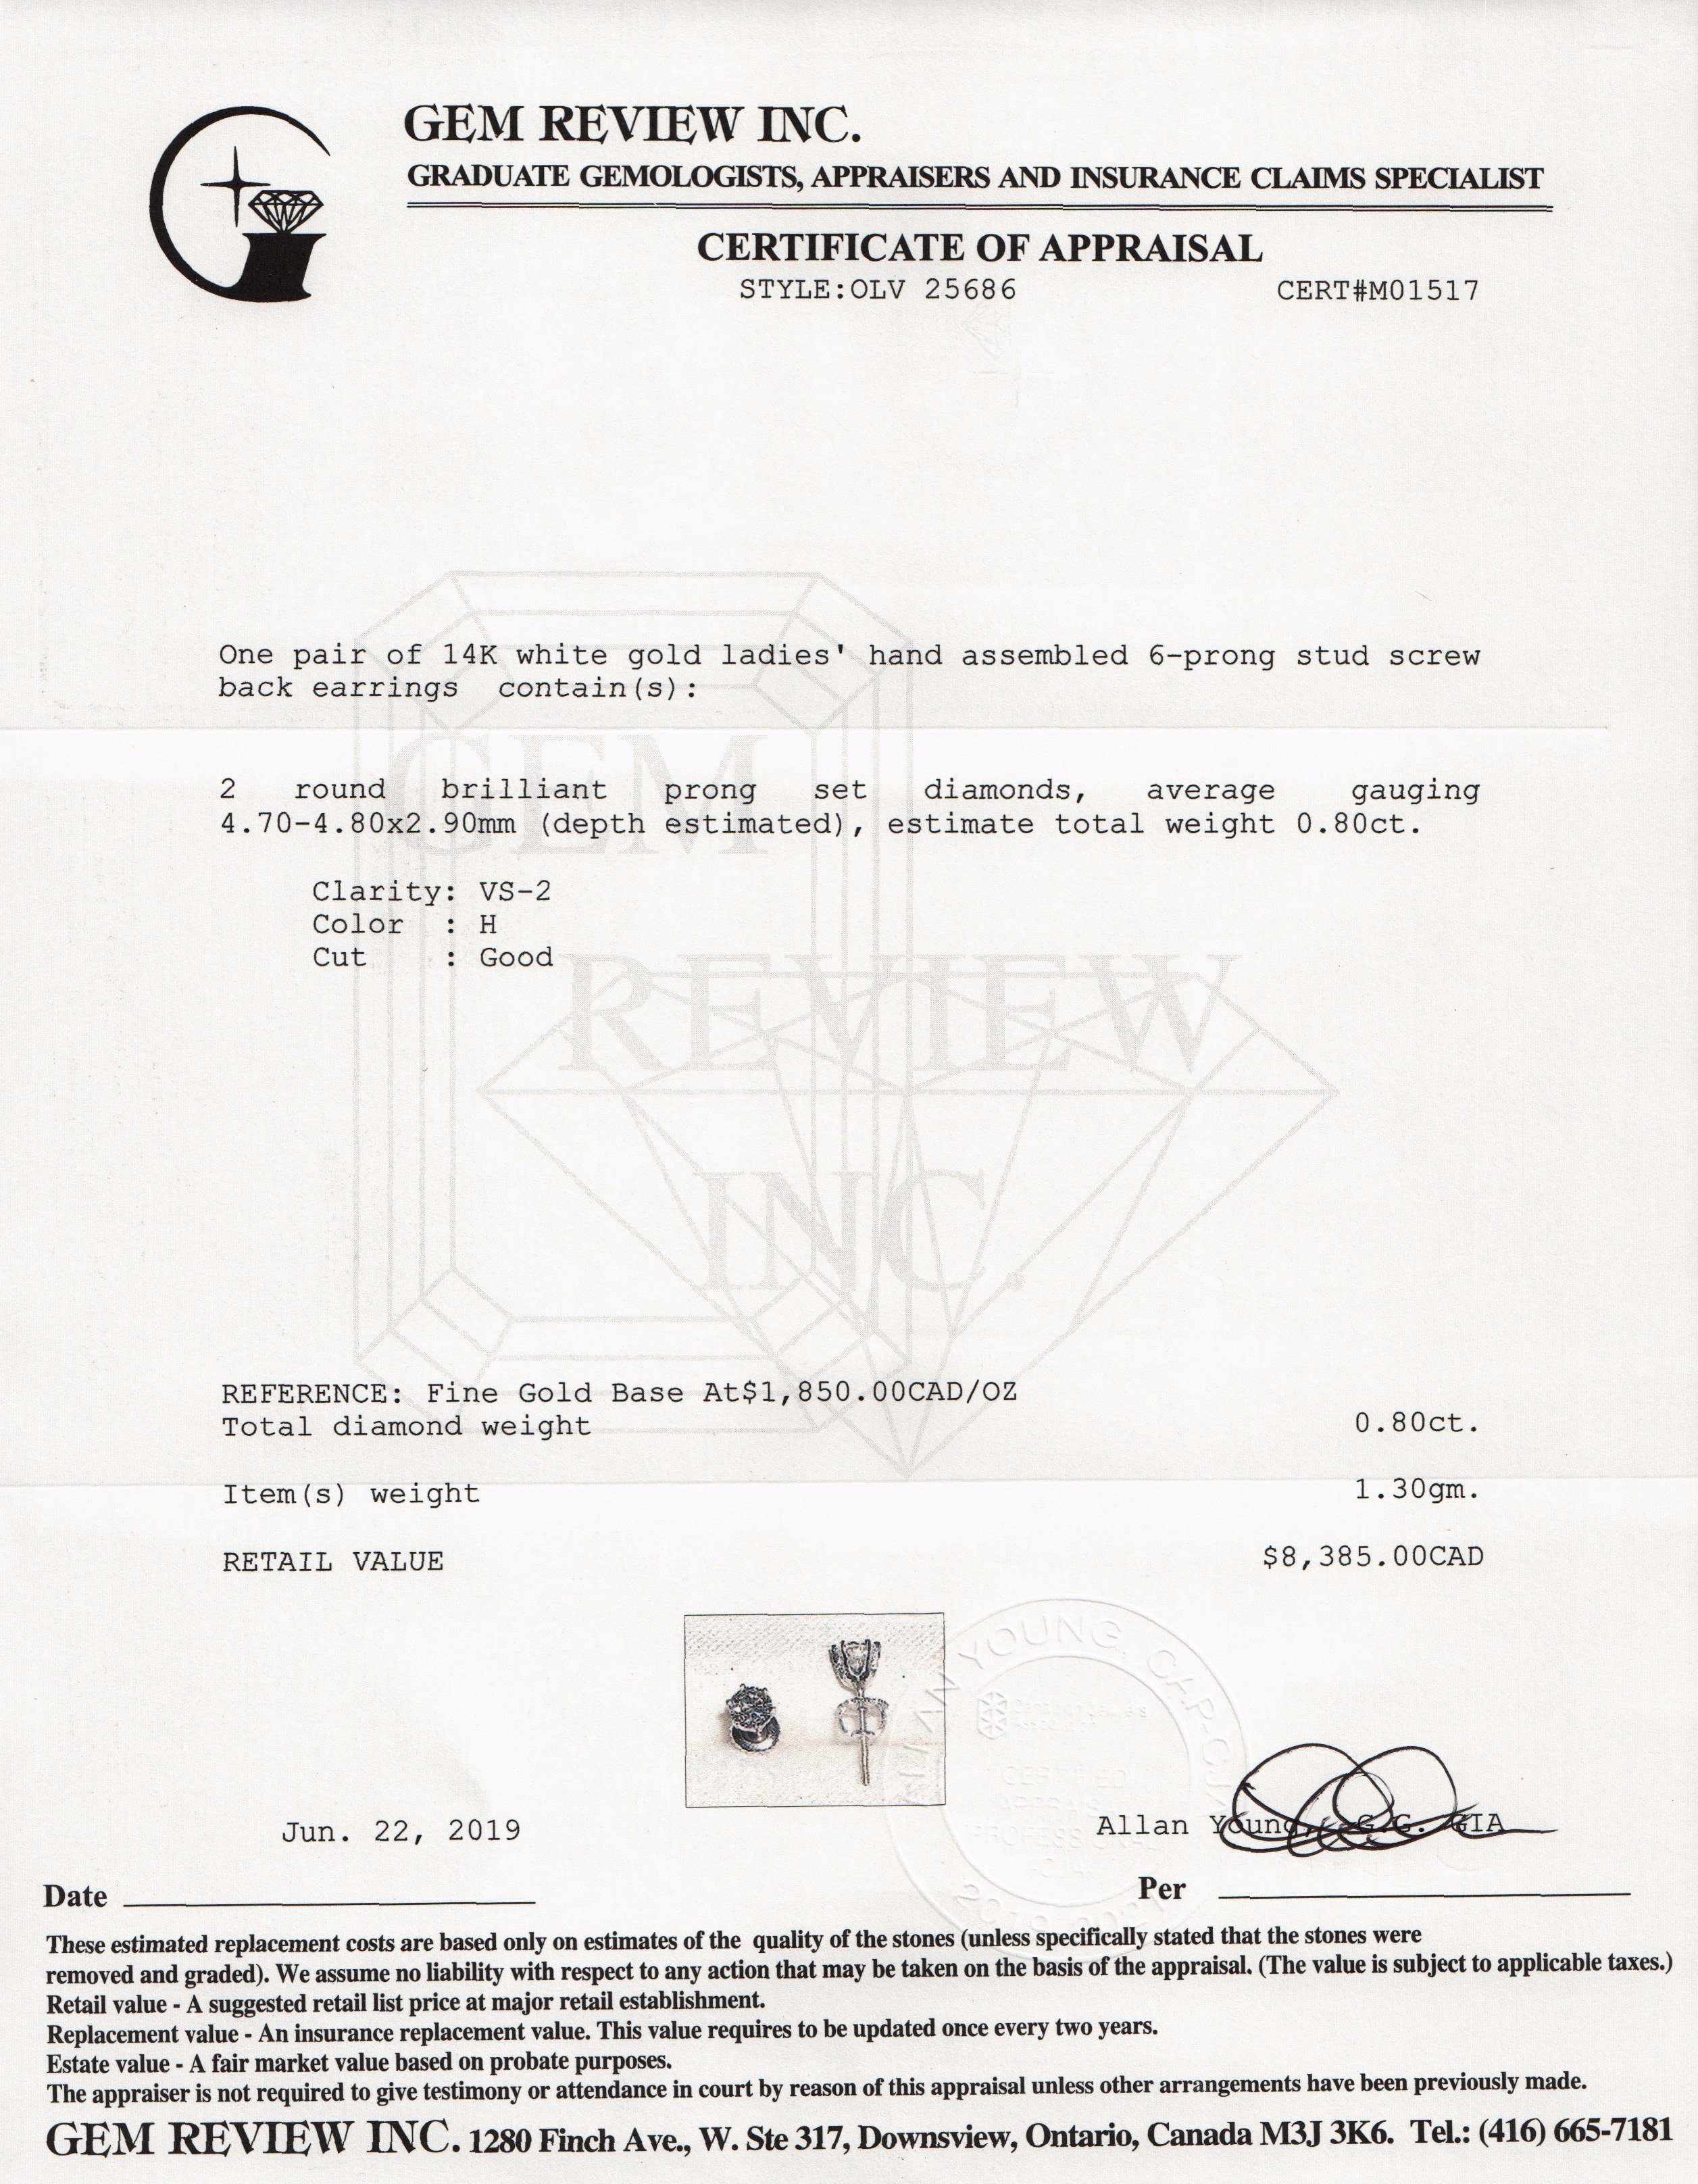 GEM REVIEW INC.
GRADUATE GEMOLOGISTS, APPRAISERS AND INSURANCE CLAIMS SPECIALIST
CERTIFICATE OF APPRAISAL
STYLE:OLV 25686 CERT#M01517
One pair of 14K white gold ladies' hand assembled 6-prong stud screw
back earrings contain(s):
2 round brilliant prong set diamonds, average gauging
4.70-4.80x2.90mm (depth estimated), estimate total weight 0.80ct.
Clarity: VS-2
Color : H
Cut : Good
GEM
REVIEW
INC.
REFERENCE: Fine Gold Base At$1,850.00CAD/OZ
Total diamond weight 0.80ct.
Item(s) weight 1.30gm.
RETAIL VALUE $8,385.00CAD
ALLAN YOUNG, CAP-CJA
Jun. 22, 2019
Allan Young, G.G. GIA
Date
Per
These estimated replacement costs are based only on estimates of the quality of the stones (unless specifically stated that the stones were
removed and graded). We assume no liability with respect to any action that may be taken on the basis of the appraisal. (The value is subject to applicable taxes.)
Retail value - A suggested retail list price at major retail establishment.
Replacement value - An insurance replacement value. This value requires to be updated once every two years.
Estate value - A fair market value based on probate purposes.
The appraiser is not required to give testimony or attendance in court by reason of this appraisal unless other arrangements have been previously made.
GEM REVIEW INC. 1280 Finch Ave., W. Ste 317, Downsview, Ontario, Canada M3J 3K6. Tel.: (416) 665-7181